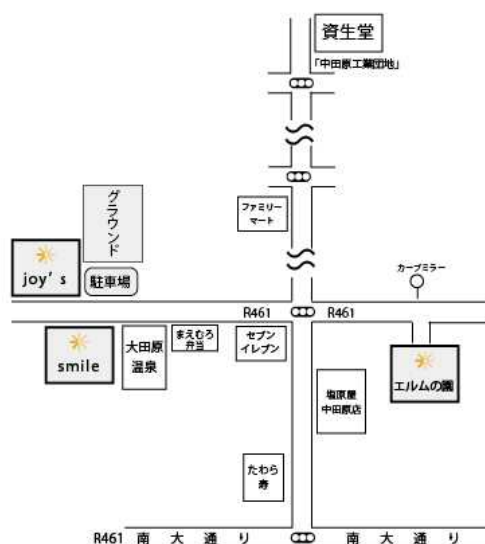 資生堂
「中田原工業団地」
ファミリー
マート
グラウンド
joy's
駐車場
カーブミラー
R461
R461
smile
大田原
温泉
まえむろ
弁当
セブン
イレブン
塩原屋
中田原店
エルムの園
たわら
寿
R461 南大通り
南大通り